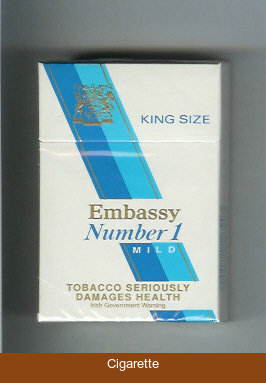 KING SIZE
Embassy
Number 1
MILD
TOBACCO SERIOUSLY
DAMAGES HEALTH
Irish Government Warning
Cigarette